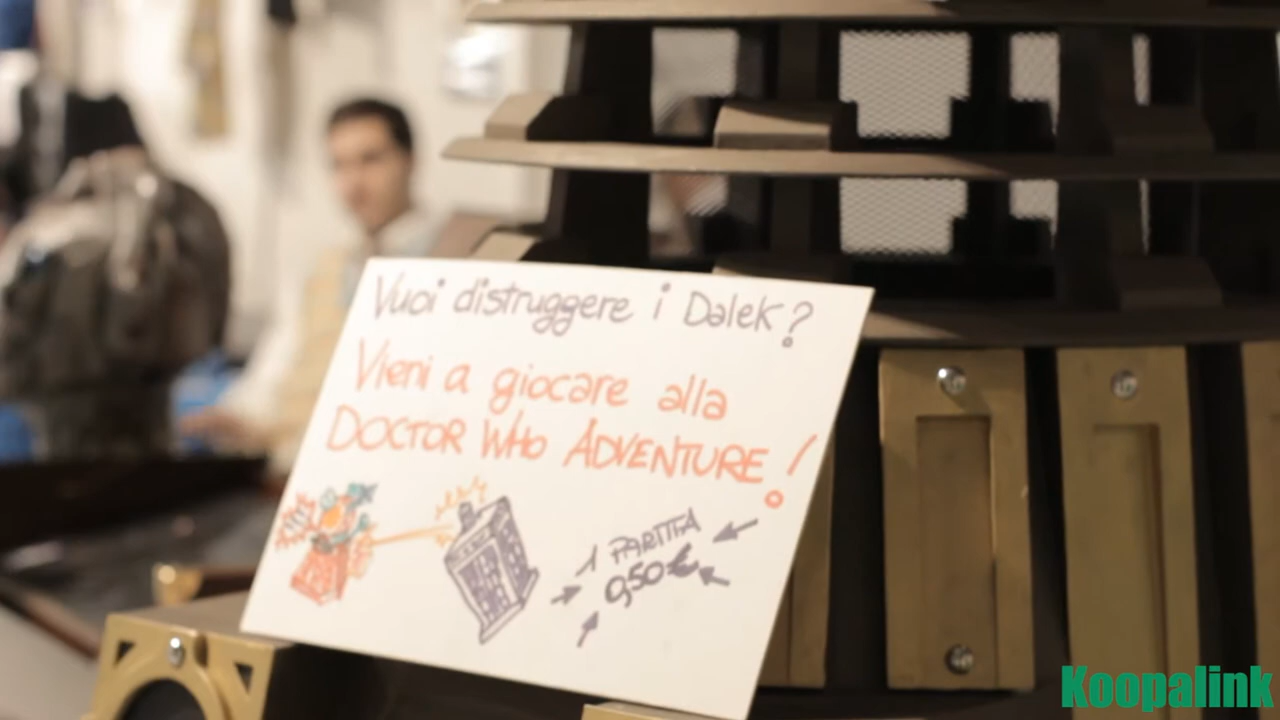 Vuoi distruggere i Dalek?
Vieni a giocare alla
DOCTOR WHO ADVENTURE!
1 PARTITA
0,50 €
Koopalink